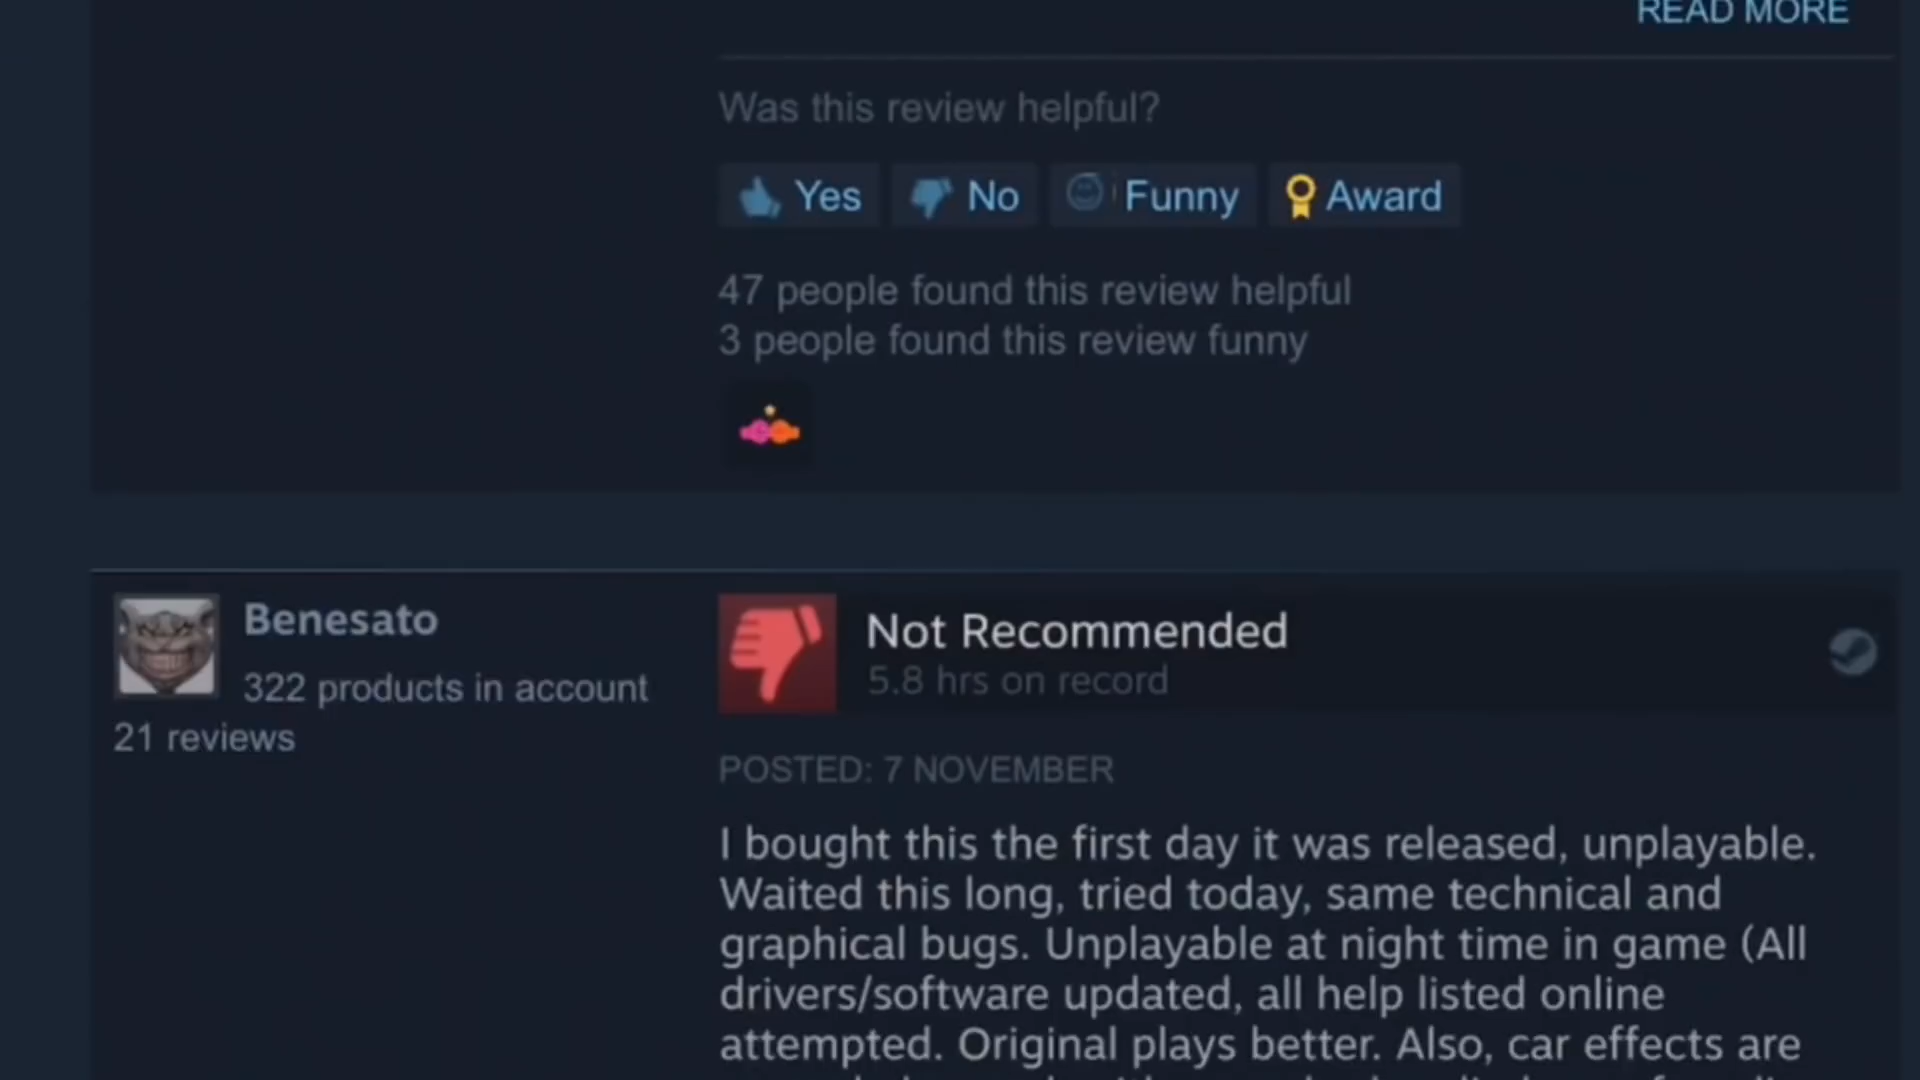 READ MORE
Was this review helpful?
Yes No Funny Award
47 people found this review helpful
3 people found this review funny
Benesato
322 products in account
21 reviews
Not Recommended
5.8 hrs on record
POSTED: 7 NOVEMBER
I bought this the first day it was released, unplayable.
Waited this long, tried today, same technical and
graphical bugs. Unplayable at night time in game (All
drivers/software updated, all help listed online
attempted. Original plays better. Also, car effects are